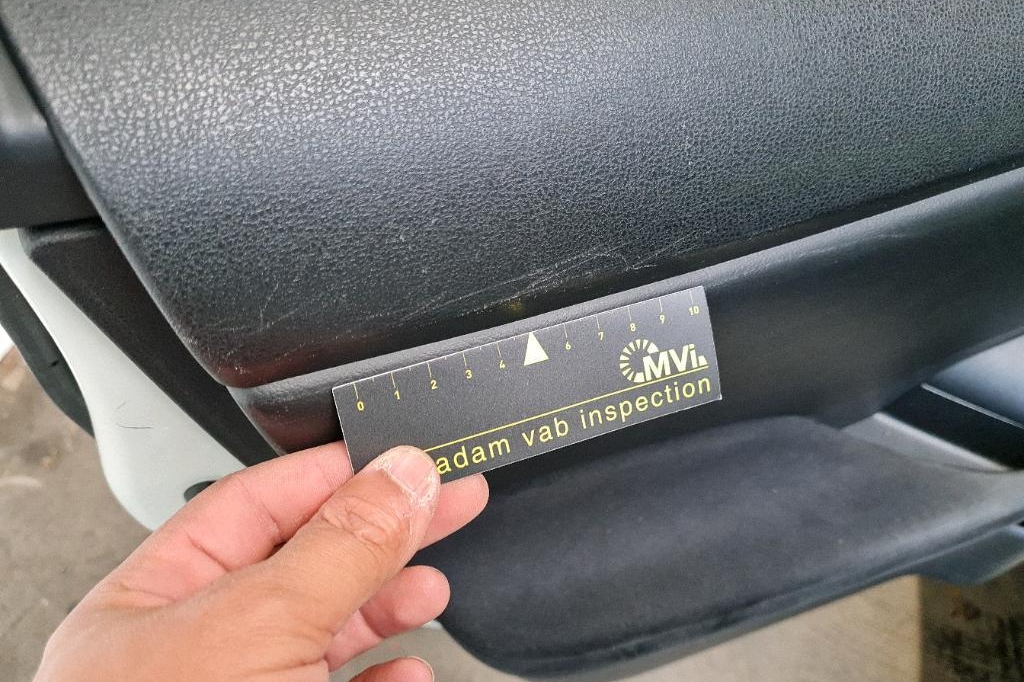 0 1 2 3 4 6 7 8 9 10
MVi
adam vab inspection